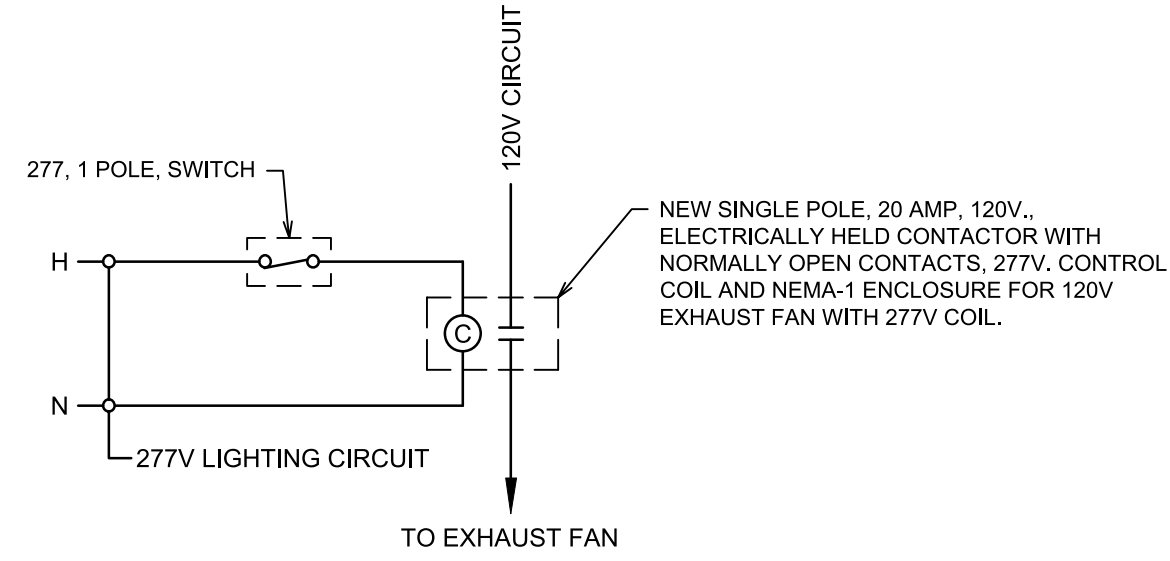 120V CIRCUIT
277, 1 POLE, SWITCH
NEW SINGLE POLE, 20 AMP, 120V.,
ELECTRICALLY HELD CONTACTOR WITH
NORMALLY OPEN CONTACTS, 277V. CONTROL
COIL AND NEMA-1 ENCLOSURE FOR 120V
EXHAUST FAN WITH 277V COIL.
H
C
N
277V LIGHTING CIRCUIT
TO EXHAUST FAN